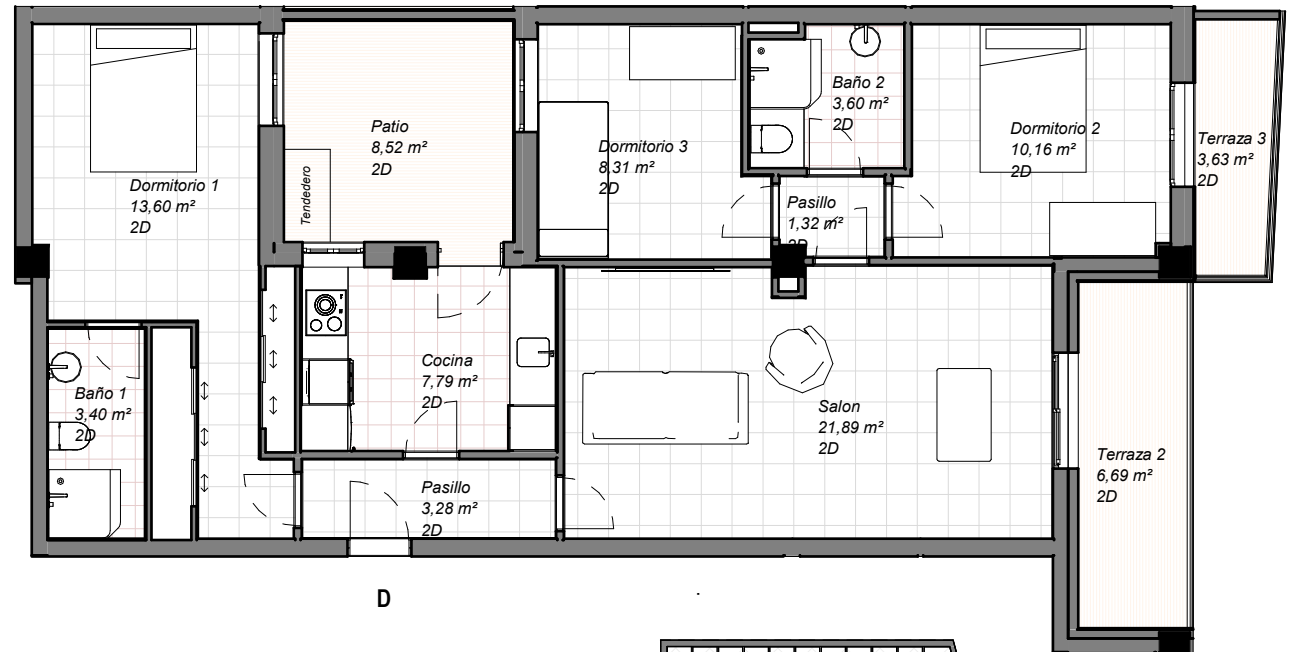 Patio
8,52 m²
2D
Tendedero
Dormitorio 1
13,60 m²
2D
Dormitorio 3
8,31 m²
2D
Baño 2
3,60 m²
2D
Dormitorio 2
10,16 m²
2D
Terraza 3
3,63 m²
2D
Pasillo
1,32 m²
2D
Cocina
7,79 m²
2D
Baño 1
3,40 m²
2D
Salon
21,89 m²
2D
Terraza 2
6,69 m²
2D
Pasillo
3,28 m²
2D
D